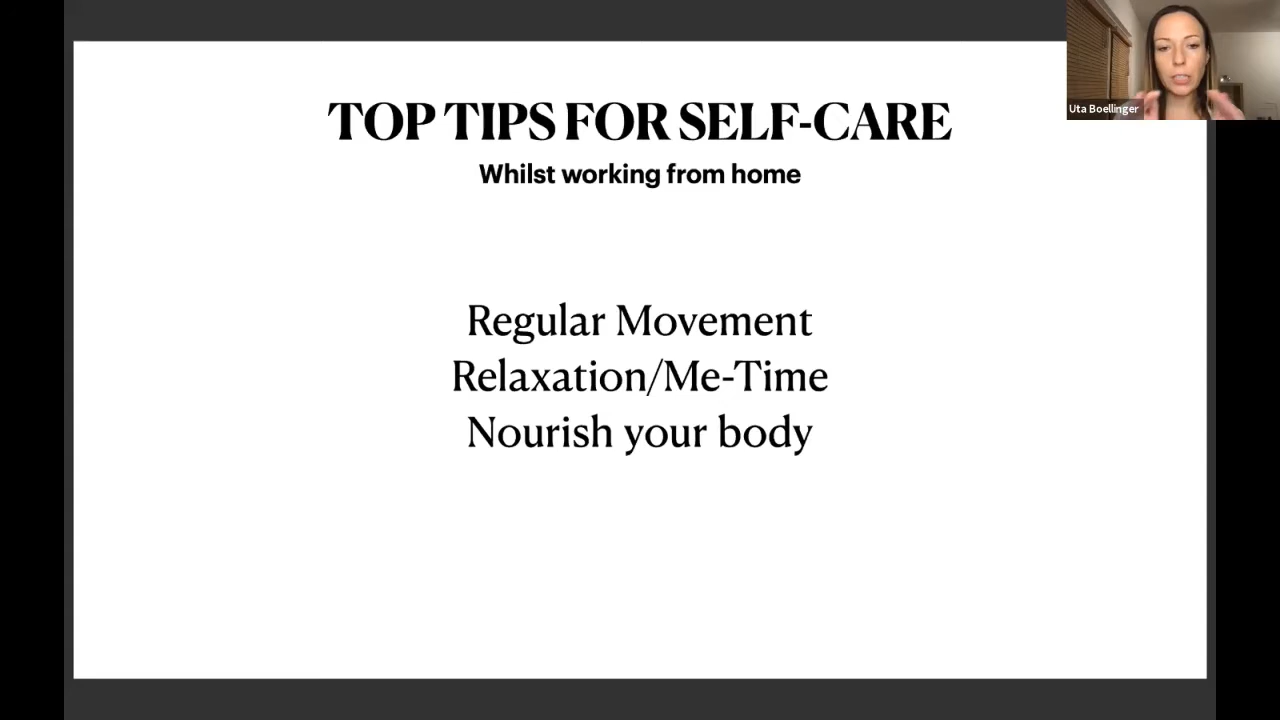 TOP TIPS FOR SELF-CARE
Whilst working from home
Regular Movement
Relaxation/Me-Time
Nourish your body
Uta Boellinger